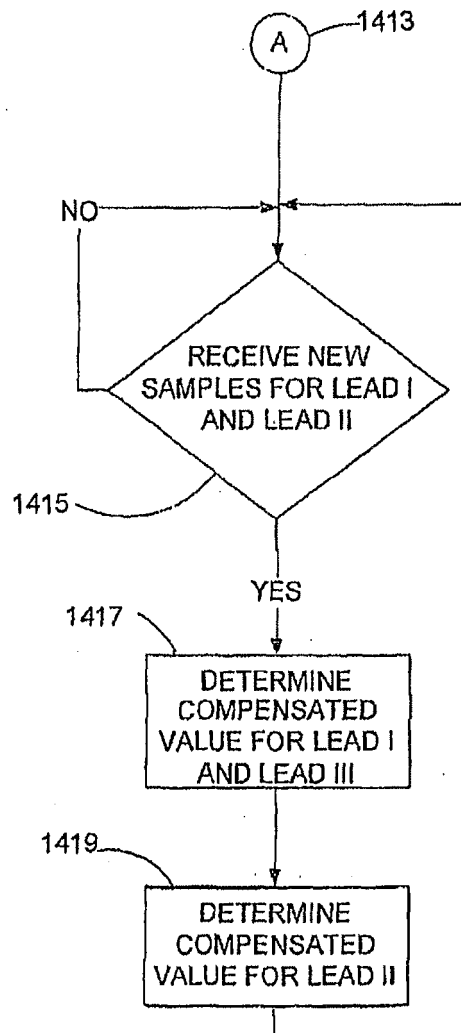 A
1413
NO
RECEIVE NEW
SAMPLES FOR LEAD I
AND LEAD II
1415
YES
1417
DETERMINE
COMPENSATED
VALUE FOR LEAD I
AND LEAD III
1419
DETERMINE
COMPENSATED
VALUE FOR LEAD II